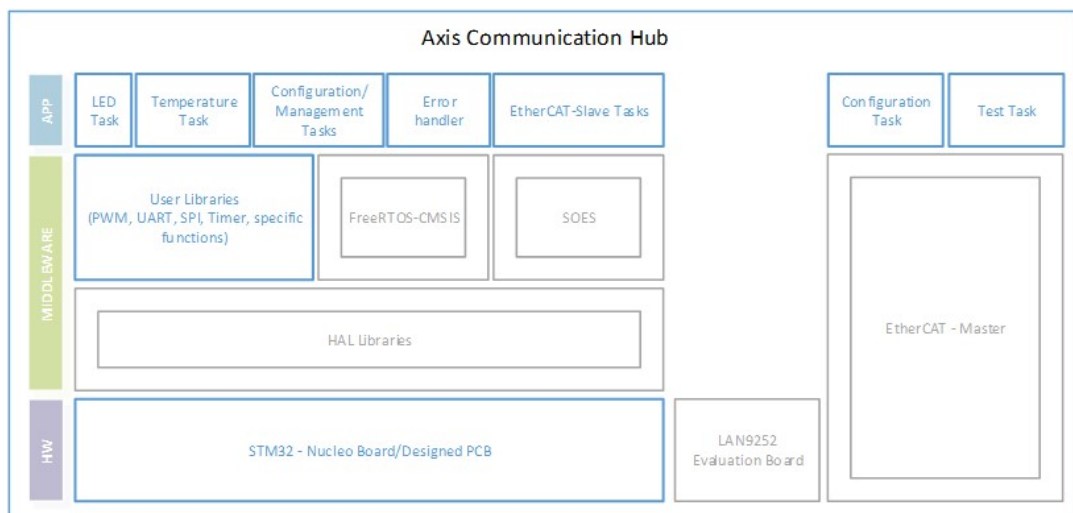 Axis Communication Hub
APP
LED
Task
Temperature
Task
Configuration/
Management
Tasks
Error
handler
EtherCAT-Slave Tasks
Configuration
Task
Test Task
MIDDLEWARE
User Libraries
(PWM, UART, SPI, Timer, specific
functions)
FreeRTOS-CMSIS
SOES
HAL Libraries
EtherCAT - Master
HW
STM32 - Nucleo Board/Designed PCB
LAN9252
Evaluation Board